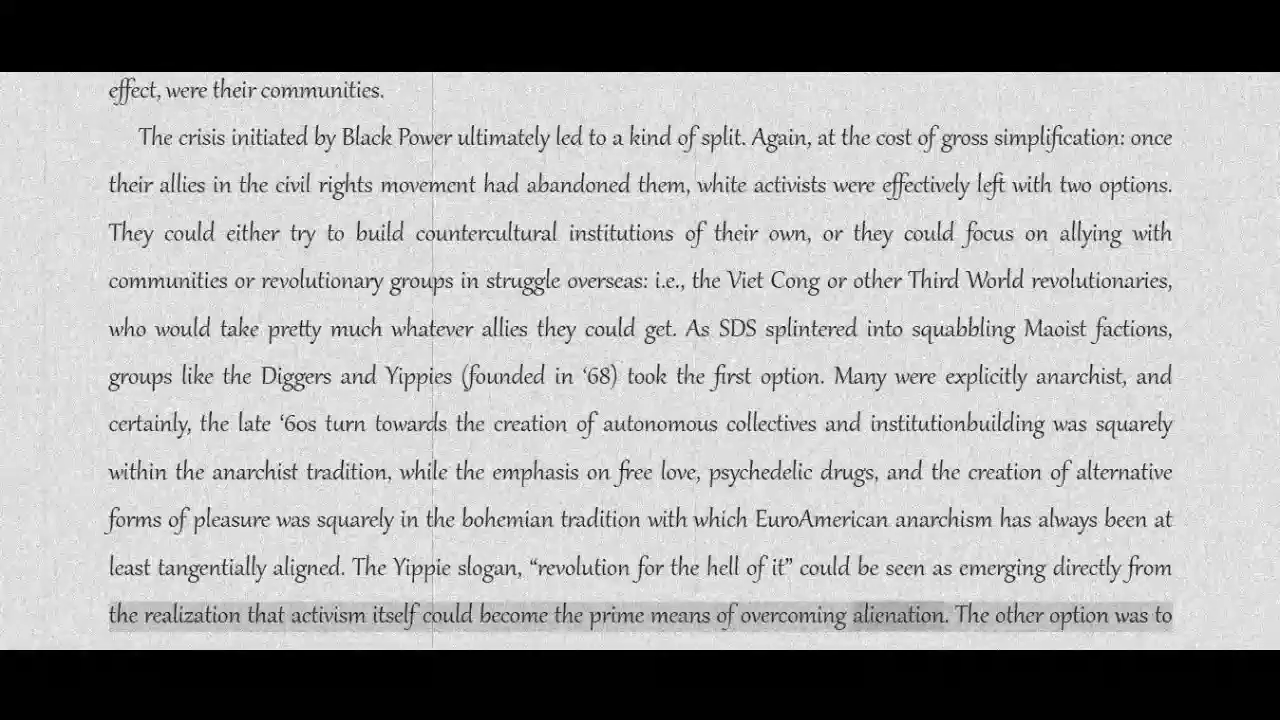 effect, were their communities.
The crisis initiated by Black Power ultimately led to a kind of split. Again, at the cost of gross simplification: once
their allies in the civil rights movement had abandoned them, white activists were effectively left with two options.
They could either try to build countercultural institutions of their own, or they could focus on allying with
communities or revolutionary groups in struggle overseas: i.e., the Viet Cong or other Third World revolutionaries,
who would take pretty much whatever allies they could get. As SDS splintered into squabbling Maoist factions,
groups like the Diggers and Yippies (founded in ‘68) took the first option. Many were explicitly anarchist, and
certainly, the late ‘60s turn towards the creation of autonomous collectives and institutionbuilding was squarely
within the anarchist tradition, while the emphasis on free love, psychedelic drugs, and the creation of alternative
forms of pleasure was squarely in the bohemian tradition with which EuroAmerican anarchism has always been at
least tangentially aligned. The Yippie slogan, “revolution for the hell of it” could be seen as emerging directly from
the realization that activism itself could become the prime means of overcoming alienation. The other option was to